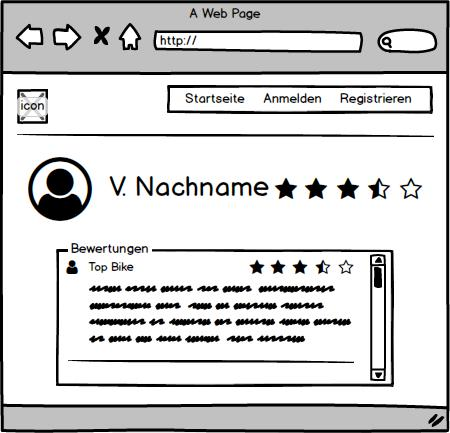 A Web Page
http://
icon
Startseite Anmelden Registrieren
V. Nachname
Bewertungen
Top Bike